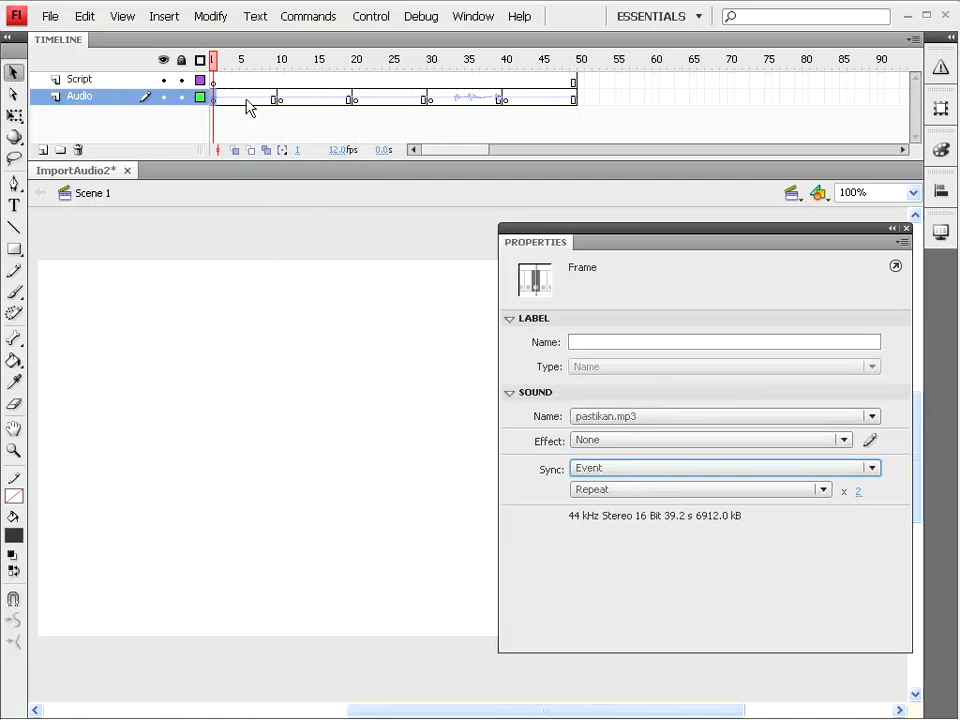 Fl File Edit View Insert Modify Text Commands Control Debug Window Help ESSENTIALS
TIMELINE
1 5 10 15 20 25 30 35 40 45 50 55 60 65 70 75 80 85 90
Script
Audio
1 12.0fps 0.0s
ImportAudio2* ×
Scene 1 100%
PROPERTIES
Frame
LABEL
Name:
Type: Name
SOUND
Name: pastikan.mp3
Effect: None
Sync: Event
Repeat x 2
44 kHz Stereo 16 Bit 39.2 s 6912.0 kB
T